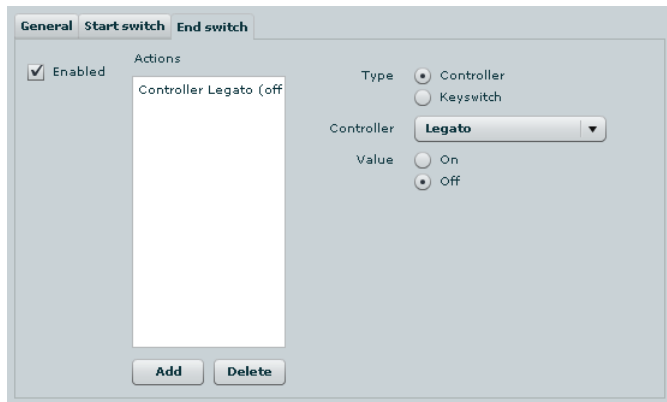 General Start switch End switch
Enabled
Actions
Controller Legato (off
Add Delete
Type Controller
Keyswitch
Controller Legato
Value On
Off